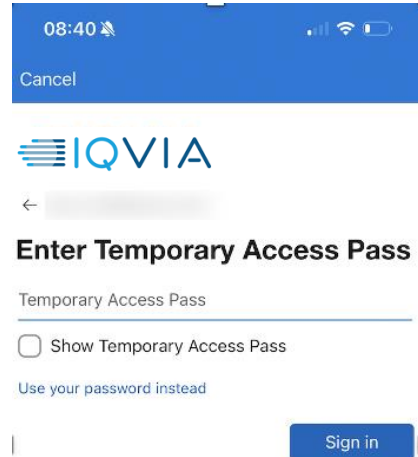 08:40
Cancel
IQVIA
Enter Temporary Access Pass
Temporary Access Pass
Show Temporary Access Pass
Use your password instead
Sign in